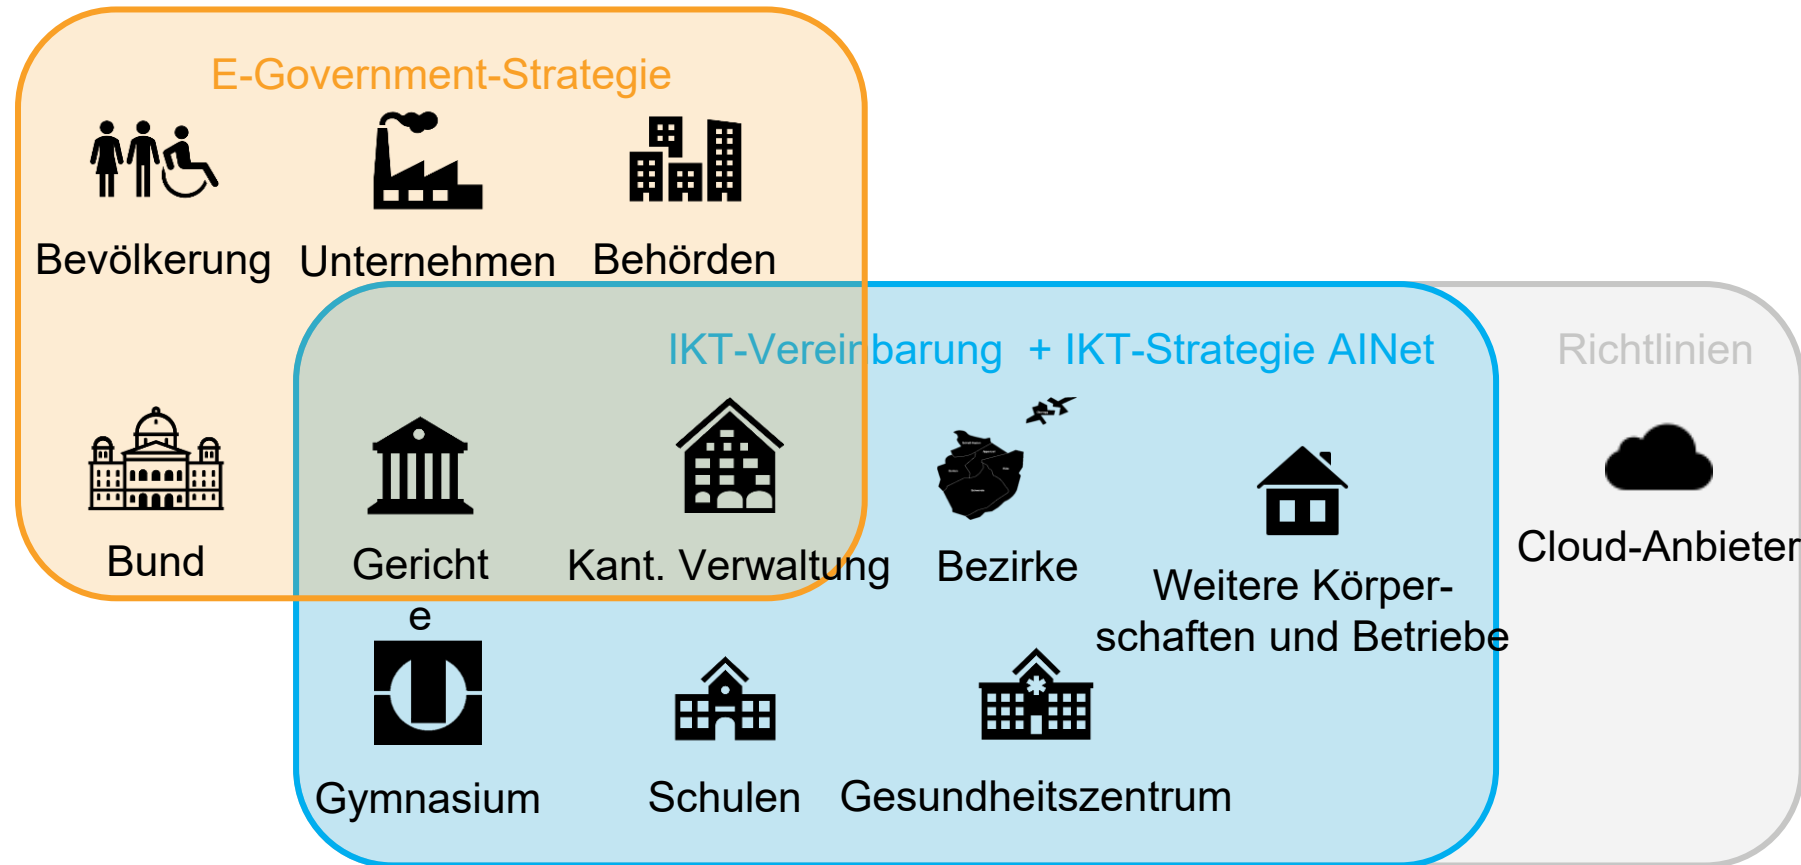 E-Government-Strategie
Bevölkerung
Unternehmen
Behörden
IKT-Vereinbarung + IKT-Strategie AINet
Richtlinien
Bund
Gericht
e
Kant. Verwaltung
Bezirke
Weitere Körper-
schaften und Betriebe
Cloud-Anbieter
Gymnasium
Schulen
Gesundheitszentrum